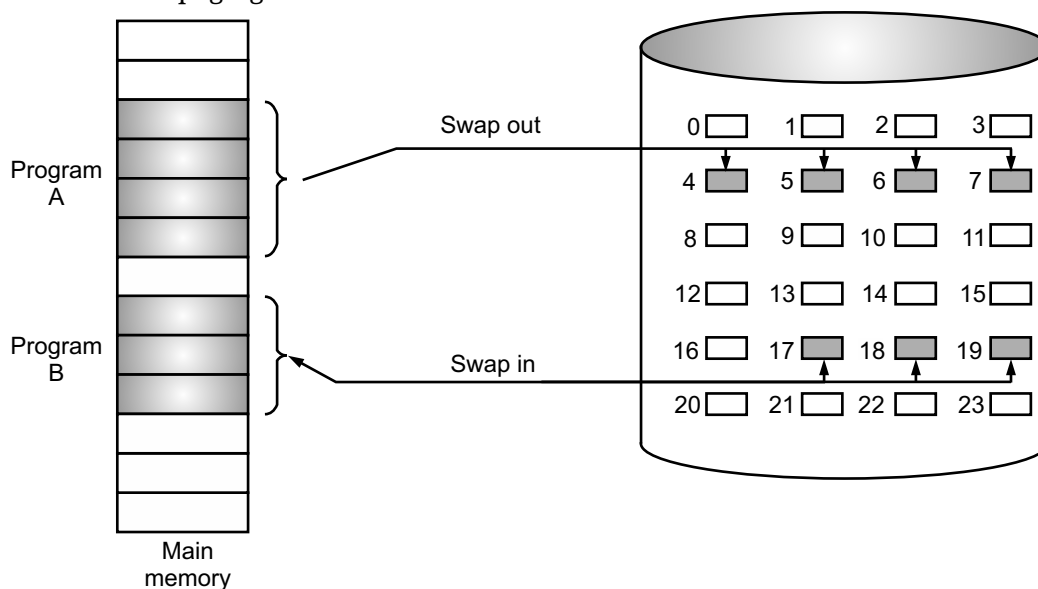 paging
Swap out
0 1 2 3
Program
A
4 5 6 7
8 9 10 11
12 13 14 15
Program
B
16 17 18 19
Swap in
20 21 22 23
Main
memory